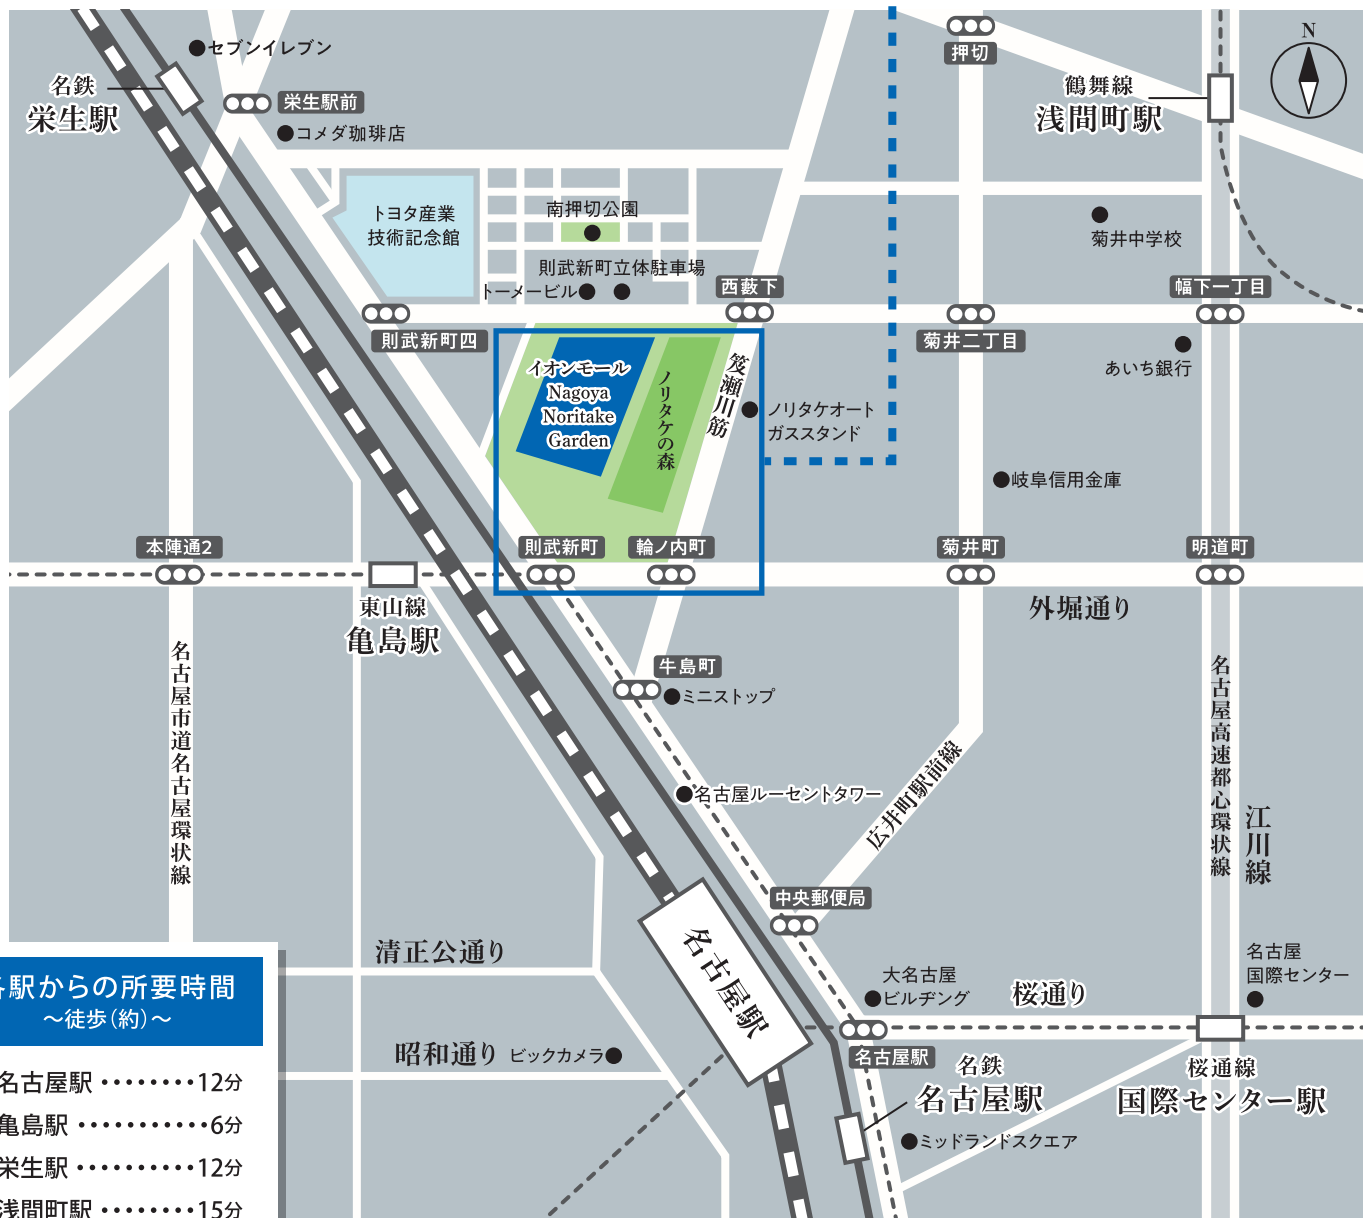 セブンイレブン
名鉄
栄生駅
栄生駅前
コメダ珈琲店
押切
鶴舞線
浅間町駅
N
トヨタ産業
技術記念館
南押切公園
則武新町立体駐車場
トーメービル
菊井中学校
西藪下
幅下一丁目
則武新町四
菊井二丁目
あいち銀行
イオンモール
Nagoya
Noritake
Garden
ノリタケの森
笈瀬川筋
ノリタケオート
ガススタンド
岐阜信用金庫
本陣通2
則武新町
輪ノ内町
菊井町
明道町
東山線
亀島駅
外堀通り
牛島町
ミニストップ
名古屋市道名古屋環状線
名古屋高速都心環状線
江川線
名古屋ルーセントタワー
広井町駅前線
中央郵便局
清正公通り
名古屋駅
大名古屋
ビルヂング
桜通り
名古屋
国際センター
名古屋駅
昭和通り
ビックカメラ
名鉄
名古屋駅
桜通線
国際センター駅
ミッドランドスクエア
各駅からの所要時間
〜徒歩（約）〜
名古屋駅・・・・・・・・12分
亀島駅・・・・・・・・・・・6分
栄生駅・・・・・・・・・・12分
浅間町駅・・・・・・・・15分